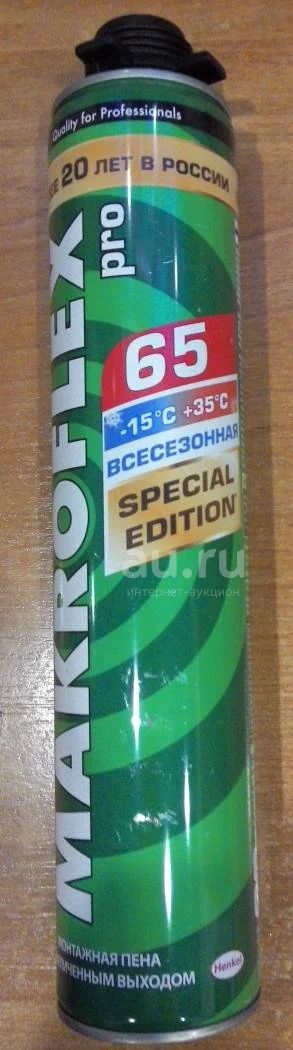 Quality for Professionals
20 ЛЕТ В РОССИИ
MAKROFLEX
pro
65
-15°C +35°C
ВСЕСЕЗОННАЯ
SPECIAL
EDITION
au.ru
интернет-аукцион
МОНТАЖНАЯ ПЕНА
ВЫХОДОМ
Henkel